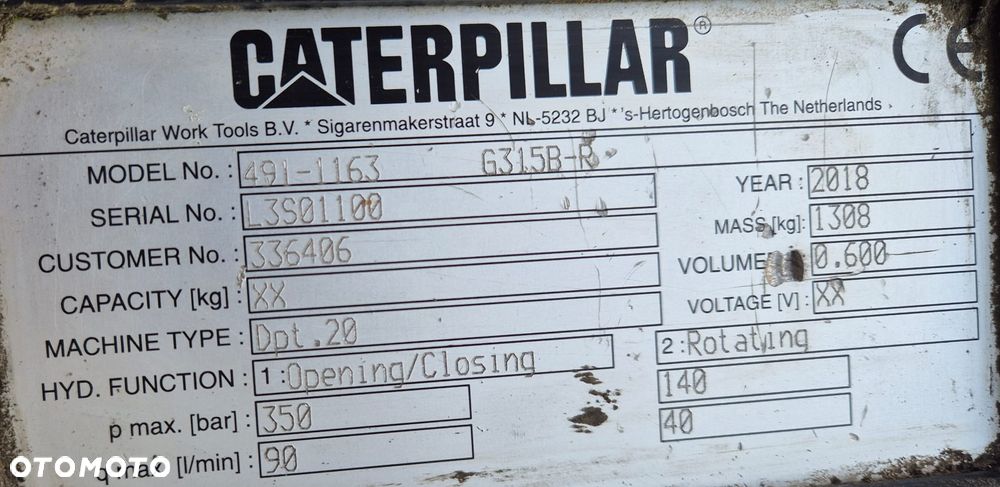 CATERPILLAR® CE
Caterpillar Work Tools B.V. * Sigarenmakerstraat 9 * NL-5232 BJ * 's-Hertogenbosch The Netherlands
MODEL No. : 491-1163 G315B-R
YEAR : 2018
SERIAL No. : L3S01100
MASS [kg]: 1308
CUSTOMER No. : 336406
VOLUME 0.600
CAPACITY [kg] : XX
VOLTAGE [V] : XX
MACHINE TYPE : Dpt.20
HYD. FUNCTION : 1 :Opening/Closing 2 :Rotating
p max. [bar] : 350 140
q max. [l/min] : 90 40
OTOMOTO